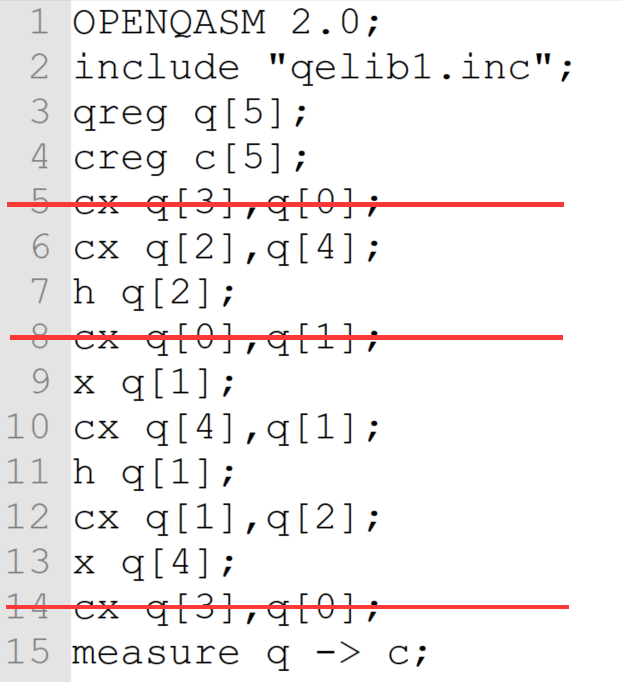 1 OPENQASM 2.0;
2 include "qelib1.inc";
3 qreg q[5];
4 creg c[5];
5 cx q[3],q[0];
6 cx q[2],q[4];
7 h q[2];
8 cx q[0],q[1];
9 x q[1];
10 cx q[4],q[1];
11 h q[1];
12 cx q[1],q[2];
13 x q[4];
14 cx q[3],q[0];
15 measure q -> c;